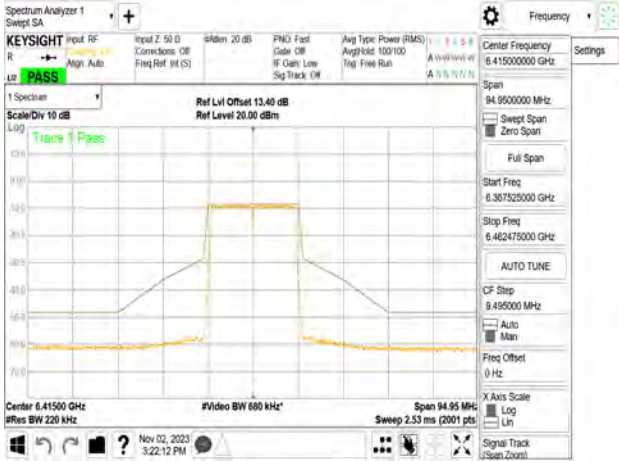 Spectrum Analyzer 1
Swept SA
+
Frequency
KEYSIGHT
R
PASS
Input: RF
Align: Auto
Input Z: 50 Ω
Corrections: Off
Freq Ref: Int (S)
#Atten: 20 dB
PNO: Fast
Gate: Off
IF Gain: Low
Sig Track: Off
Avg Type: Power (RMS)
Avg|Hold: 100/100
Trig: Free Run
Center Frequency
6.415000000 GHz
Settings
Span
94.9500000 MHz
Swept Span
Zero Span
Full Span
Start Freq
6.367525000 GHz
Stop Freq
6.462475000 GHz
AUTO TUNE
CF Step
9.495000 MHz
Auto
Man
Freq Offset
0 Hz
X Axis Scale
Log
Lin
Signal Track
(Span Zoom)
1 Spectrum
Scale/Div 10 dB
Ref Lvl Offset 13.40 dB
Ref Level 20.00 dBm
Log
Trace 1 Pass
Center 6.41500 GHz
#Res BW 220 kHz
#Video BW 680 kHz*
Span 94.95 MHz
Sweep 2.53 ms (2001 pts)
Nov 02, 2023
3:22:12 PM